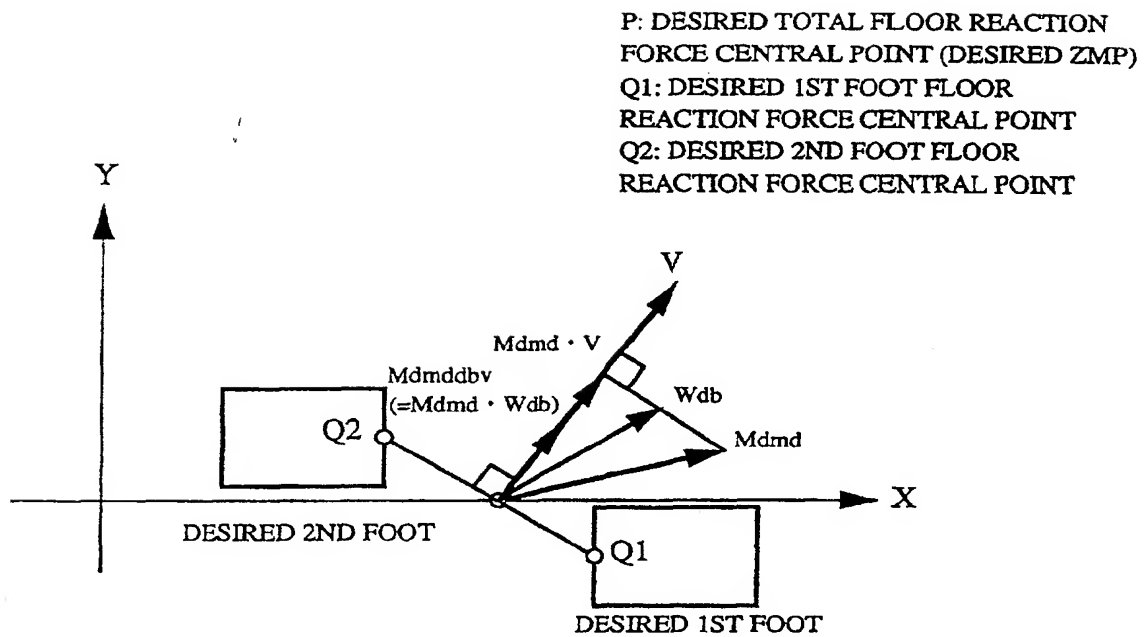 P: DESIRED TOTAL FLOOR REACTION
FORCE CENTRAL POINT (DESIRED ZMP)
Q1: DESIRED 1ST FOOT FLOOR
REACTION FORCE CENTRAL POINT
Q2: DESIRED 2ND FOOT FLOOR
REACTION FORCE CENTRAL POINT
Y
V
Mdmd · V
Mdmddbv
(=Mdmd · Wdb)
Wdb
Q2
Mdmd
X
DESIRED 2ND FOOT
Q1
DESIRED 1ST FOOT